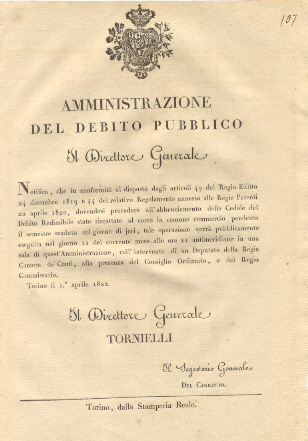 107
AMMINISTRAZIONE
DEL DEBITO PUBBLICO
Il Direttore Generale
Notifica, che in conformità al disposto dagli articoli 49 del Regio Editto
24 dicembre 1819 e 44 del relativo Regolamento annesso alle Regie Patenti
22 aprile 1820, dovendosi procedere all'abbruciamento delle Cedole del
Debito Redimibile state riscattate al corso in comune commercio pendente
il semestre scaduto col giorno di jeri, tale operazione verrà pubblicamente
eseguita nel giorno 12 del corrente mese alle ore 11 antimeridiane in una
sala di quest'Amministrazione, coll'intervento di un Deputato della Regia
Camera de' Conti, alla presenza del Consiglio Ordinario, e del Regio
Commissario.
Torino il 1.° aprile 1822.
Il Direttore Generale
TORNIELLI
Il Segretario Generale
DEL CARRETTO.
Torino, dalla Stamperia Reale.